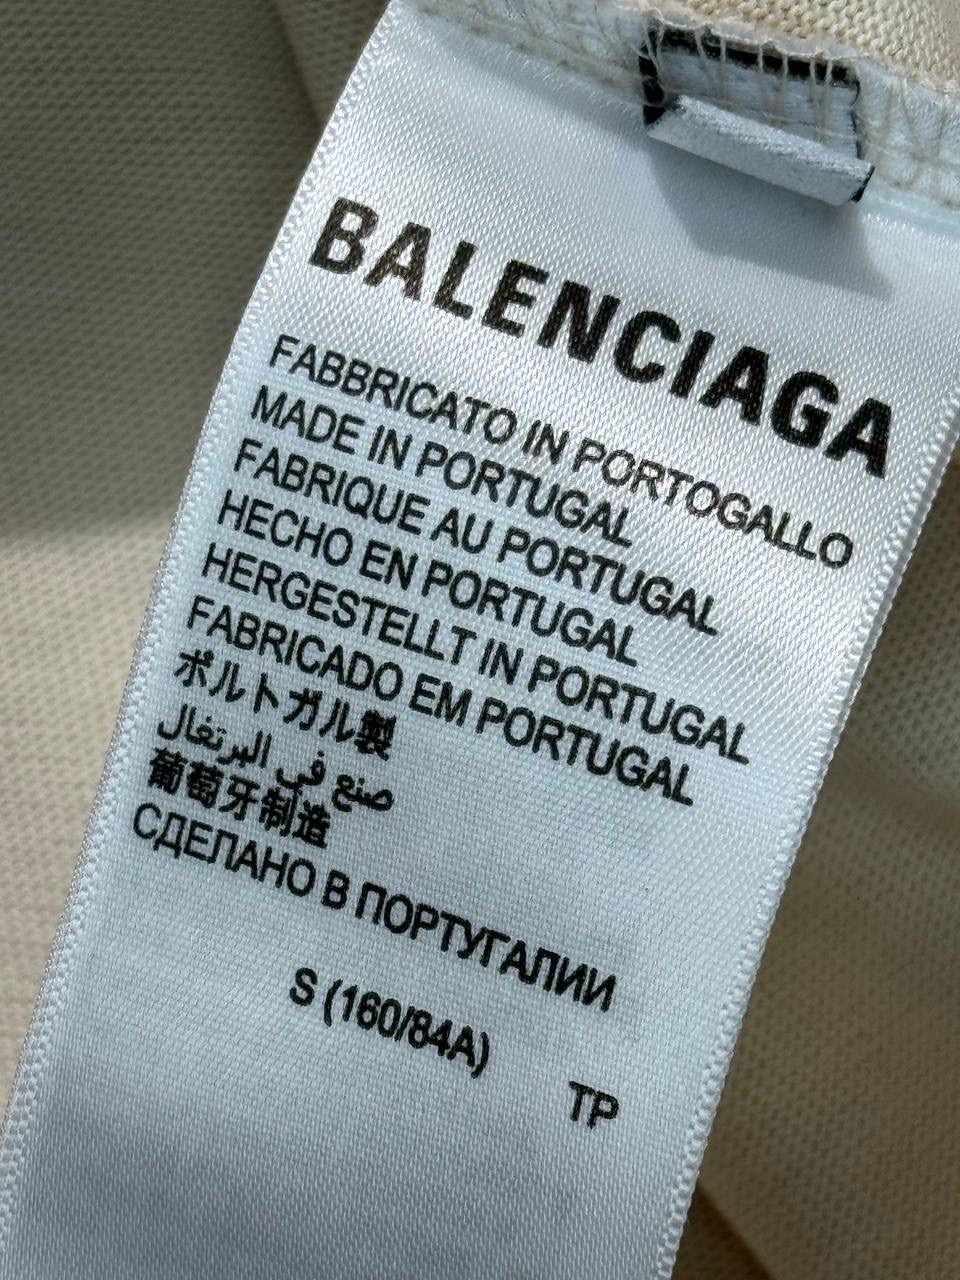 BALENCIAGA
FABBRICATO IN PORTOGALLO
MADE IN PORTUGAL
FABRIQUE AU PORTUGAL
HECHO EN PORTUGAL
HERGESTELLT IN PORTUGAL
FABRICADO EM PORTUGAL
ポルトガル製
صنع في البرتغال
葡萄牙制造
СДЕЛАНО В ПОРТУГАЛИИ
S (160/84A)
TP